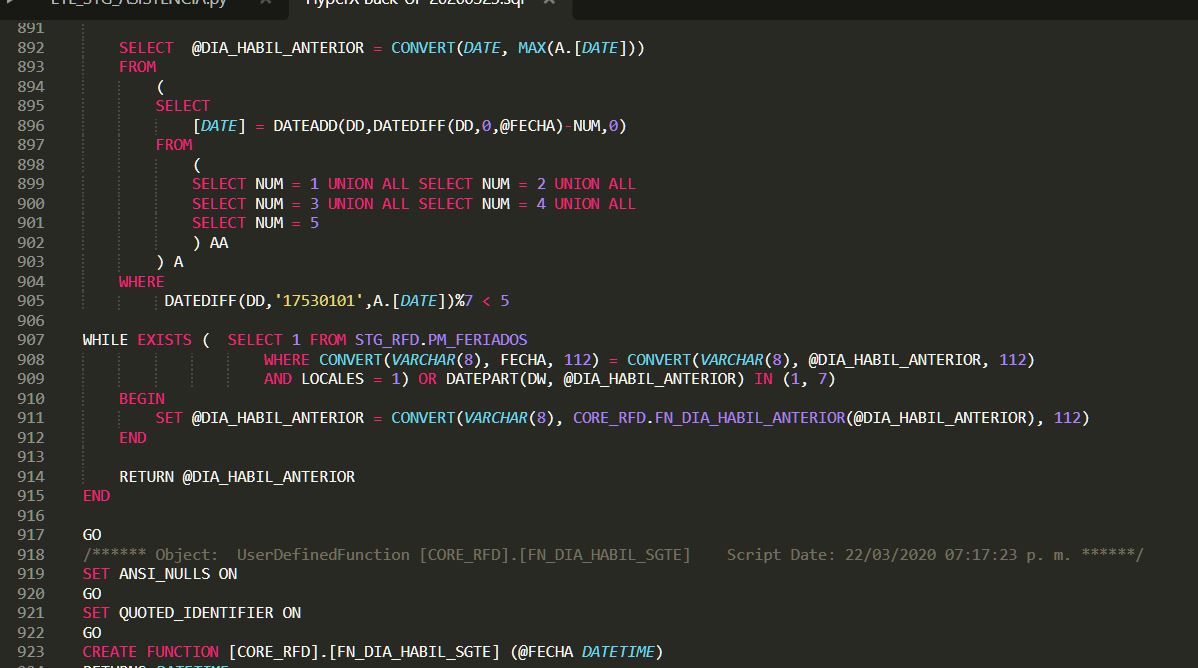 ETL_STG_ASISTENCIA.py HyperX Back-UP 20200323.sql
891
892 SELECT @DIA_HABIL_ANTERIOR = CONVERT(DATE, MAX(A.[DATE]))
893 FROM
894 (
895 SELECT
896 [DATE] = DATEADD(DD,DATEDIFF(DD,0,@FECHA)-NUM,0)
897 FROM
898 (
899 SELECT NUM = 1 UNION ALL SELECT NUM = 2 UNION ALL
900 SELECT NUM = 3 UNION ALL SELECT NUM = 4 UNION ALL
901 SELECT NUM = 5
902 ) AA
903 ) A
904 WHERE
905 DATEDIFF(DD,'17530101',A.[DATE])%7 < 5
906
907 WHILE EXISTS ( SELECT 1 FROM STG_RFD.PM_FERIADOS
908 WHERE CONVERT(VARCHAR(8), FECHA, 112) = CONVERT(VARCHAR(8), @DIA_HABIL_ANTERIOR, 112)
909 AND LOCALES = 1) OR DATEPART(DW, @DIA_HABIL_ANTERIOR) IN (1, 7)
910 BEGIN
911 SET @DIA_HABIL_ANTERIOR = CONVERT(VARCHAR(8), CORE_RFD.FN_DIA_HABIL_ANTERIOR(@DIA_HABIL_ANTERIOR), 112)
912 END
913
914 RETURN @DIA_HABIL_ANTERIOR
915 END
916
917 GO
918 /****** Object: UserDefinedFunction [CORE_RFD].[FN_DIA_HABIL_SGTE] Script Date: 22/03/2020 07:17:23 p. m. ******/
919 SET ANSI_NULLS ON
920 GO
921 SET QUOTED_IDENTIFIER ON
922 GO
923 CREATE FUNCTION [CORE_RFD].[FN_DIA_HABIL_SGTE] (@FECHA DATETIME)
924 RETURNS DATETIME